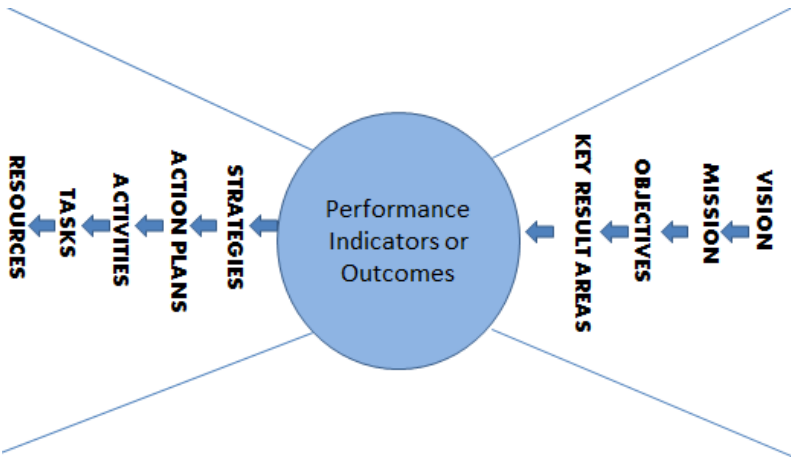 RESOURCES
TASKS
ACTIVITIES
ACTION PLANS
STRATEGIES
Performance
Indicators or
Outcomes
KEY RESULT AREAS
OBJECTIVES
MISSION
VISION